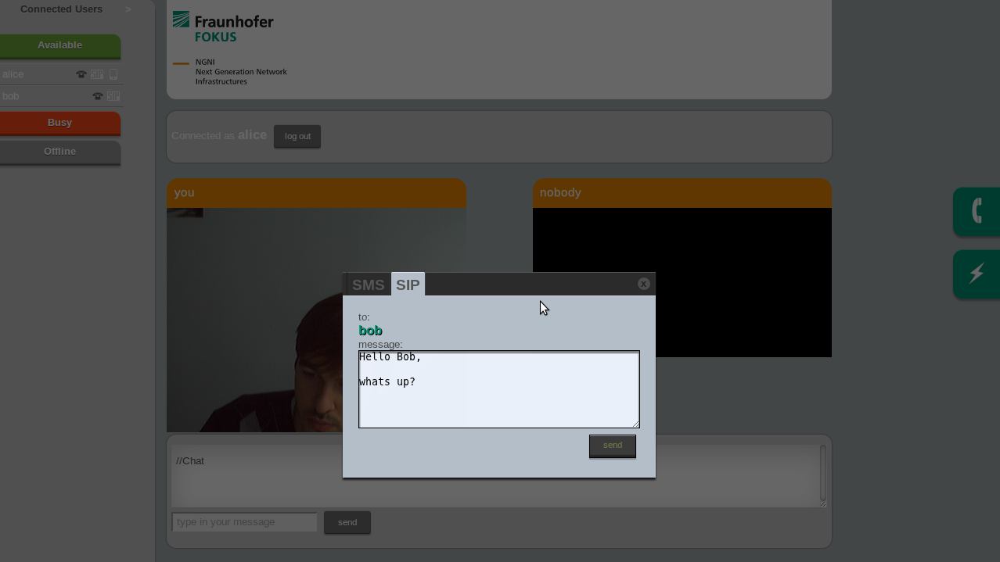 Connected Users >
Available
alice
bob
Busy
Offline
Fraunhofer
FOKUS
NGNI
Next Generation Network
Infrastructures
Connected as alice log out
you
nobody
SMS SIP x
to:
bob
message:
Hello Bob,
whats up?
send
//Chat
type in your message send